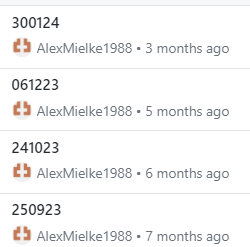 300124
AlexMielke1988 • 3 months ago
061223
AlexMielke1988 • 5 months ago
241023
AlexMielke1988 • 6 months ago
250923
AlexMielke1988 • 7 months ago